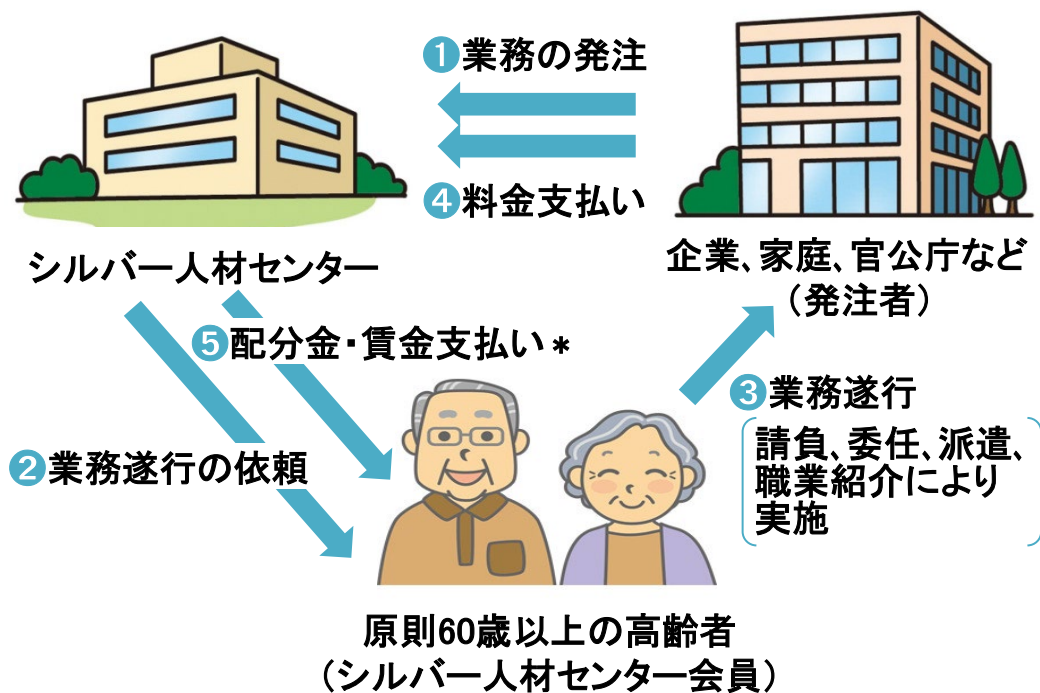 ❶業務の発注
❹料金支払い
シルバー人材センター
企業、家庭、官公庁など
（発注者）
❺配分金・賃金支払い＊
❸業務遂行
請負、委任、派遣、
職業紹介により
実施
❷業務遂行の依頼
原則60歳以上の高齢者
（シルバー人材センター会員）